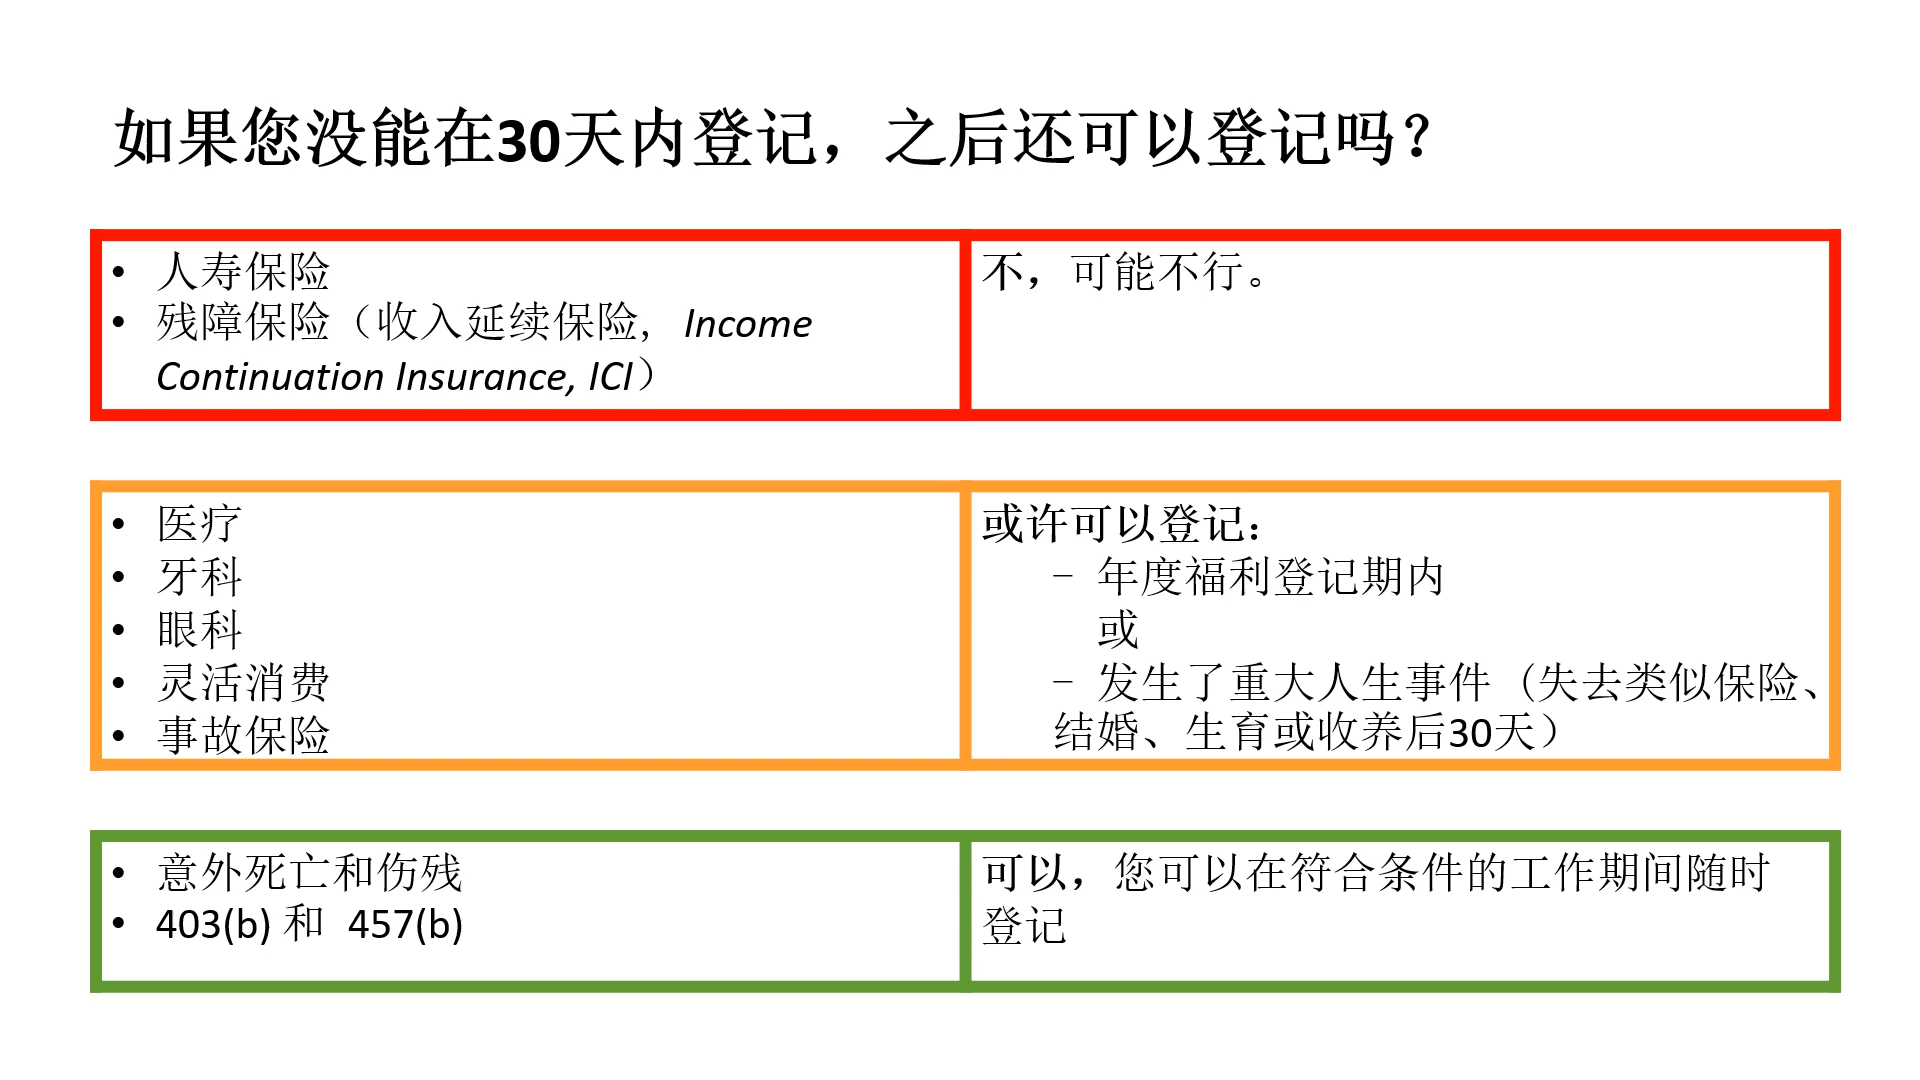 如果您没能在30天内登记，之后还可以登记吗？
• 人寿保险
• 残障保险（收入延续保险，Income
Continuation Insurance, ICI）
不，可能不行。
• 医疗
• 牙科
• 眼科
• 灵活消费
• 事故保险
或许可以登记：
– 年度福利登记期内
或
– 发生了重大人生事件（失去类似保险、
结婚、生育或收养后30天）
• 意外死亡和伤残
• 403(b) 和 457(b)
可以，您可以在符合条件的工作期间随时
登记